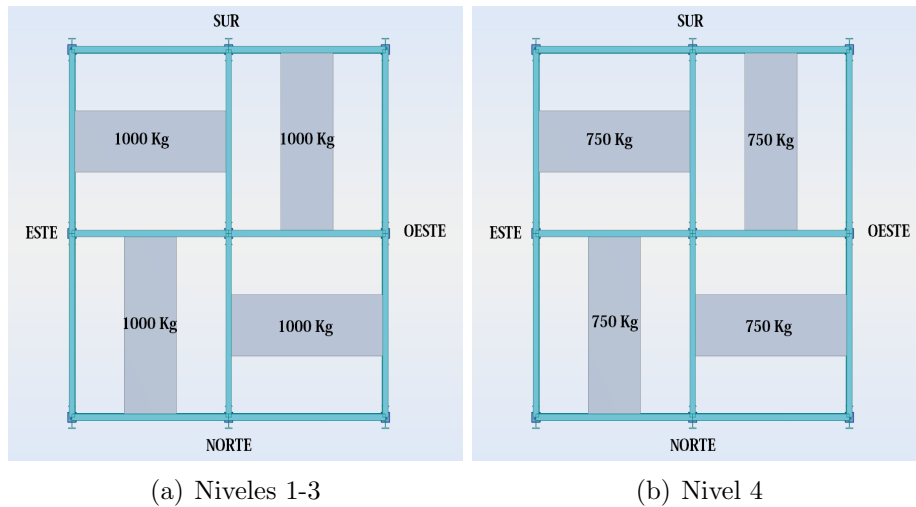 SUR
1000 Kg
1000 Kg
ESTE
OESTE
1000 Kg
1000 Kg
NORTE
(a) Niveles 1-3
SUR
750 Kg
750 Kg
ESTE
OESTE
750 Kg
750 Kg
NORTE
(b) Nivel 4